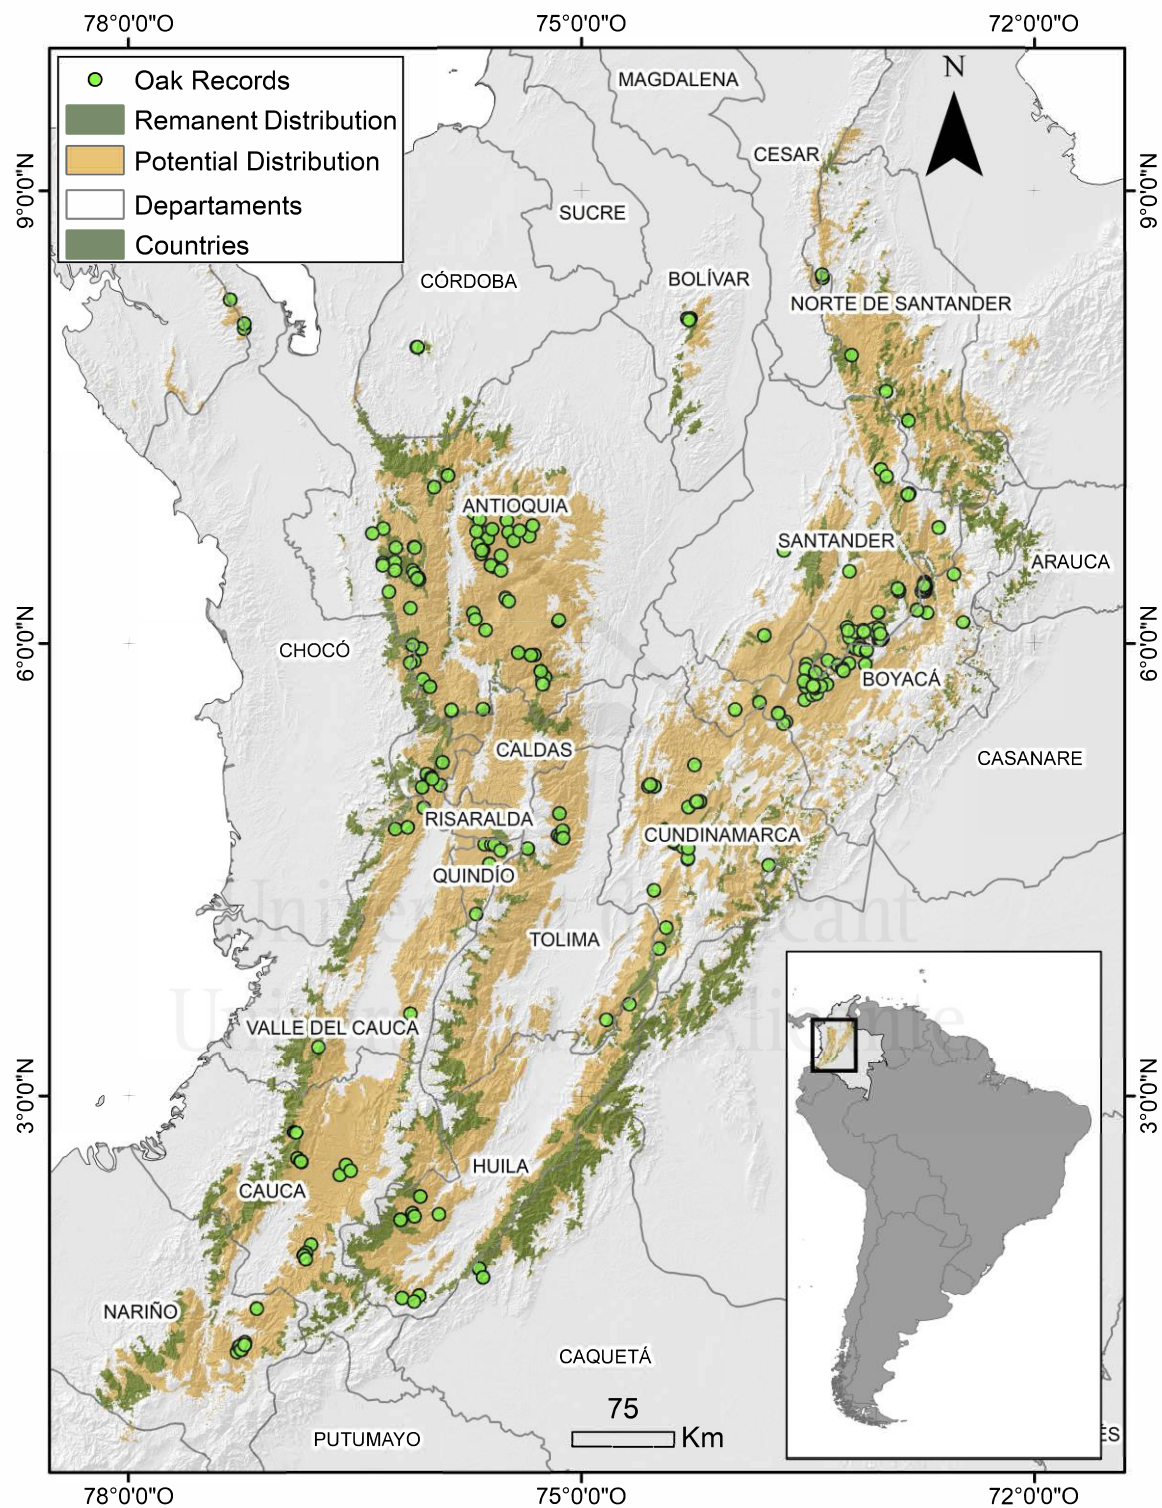 78°0'0"O 75°0'0"O 72°0'0"O
Oak Records
Remanent Distribution
Potential Distribution
Departaments
Countries
N
MAGDALENA
CESAR
9°0'0"N
9°0'0"N
SUCRE
CÓRDOBA
BOLÍVAR
NORTE DE SANTANDER
ANTIOQUIA
SANTANDER
ARAUCA
6°0'0"N
6°0'0"N
CHOCÓ
BOYACÁ
CALDAS
CASANARE
RISARALDA
CUNDINAMARCA
QUINDÍO
TOLIMA
VALLE DEL CAUCA
3°0'0"N
3°0'0"N
HUILA
CAUCA
NARIÑO
CAQUETÁ
75
Km
PUTUMAYO
ÉS
78°0'0"O 75°0'0"O 72°0'0"O